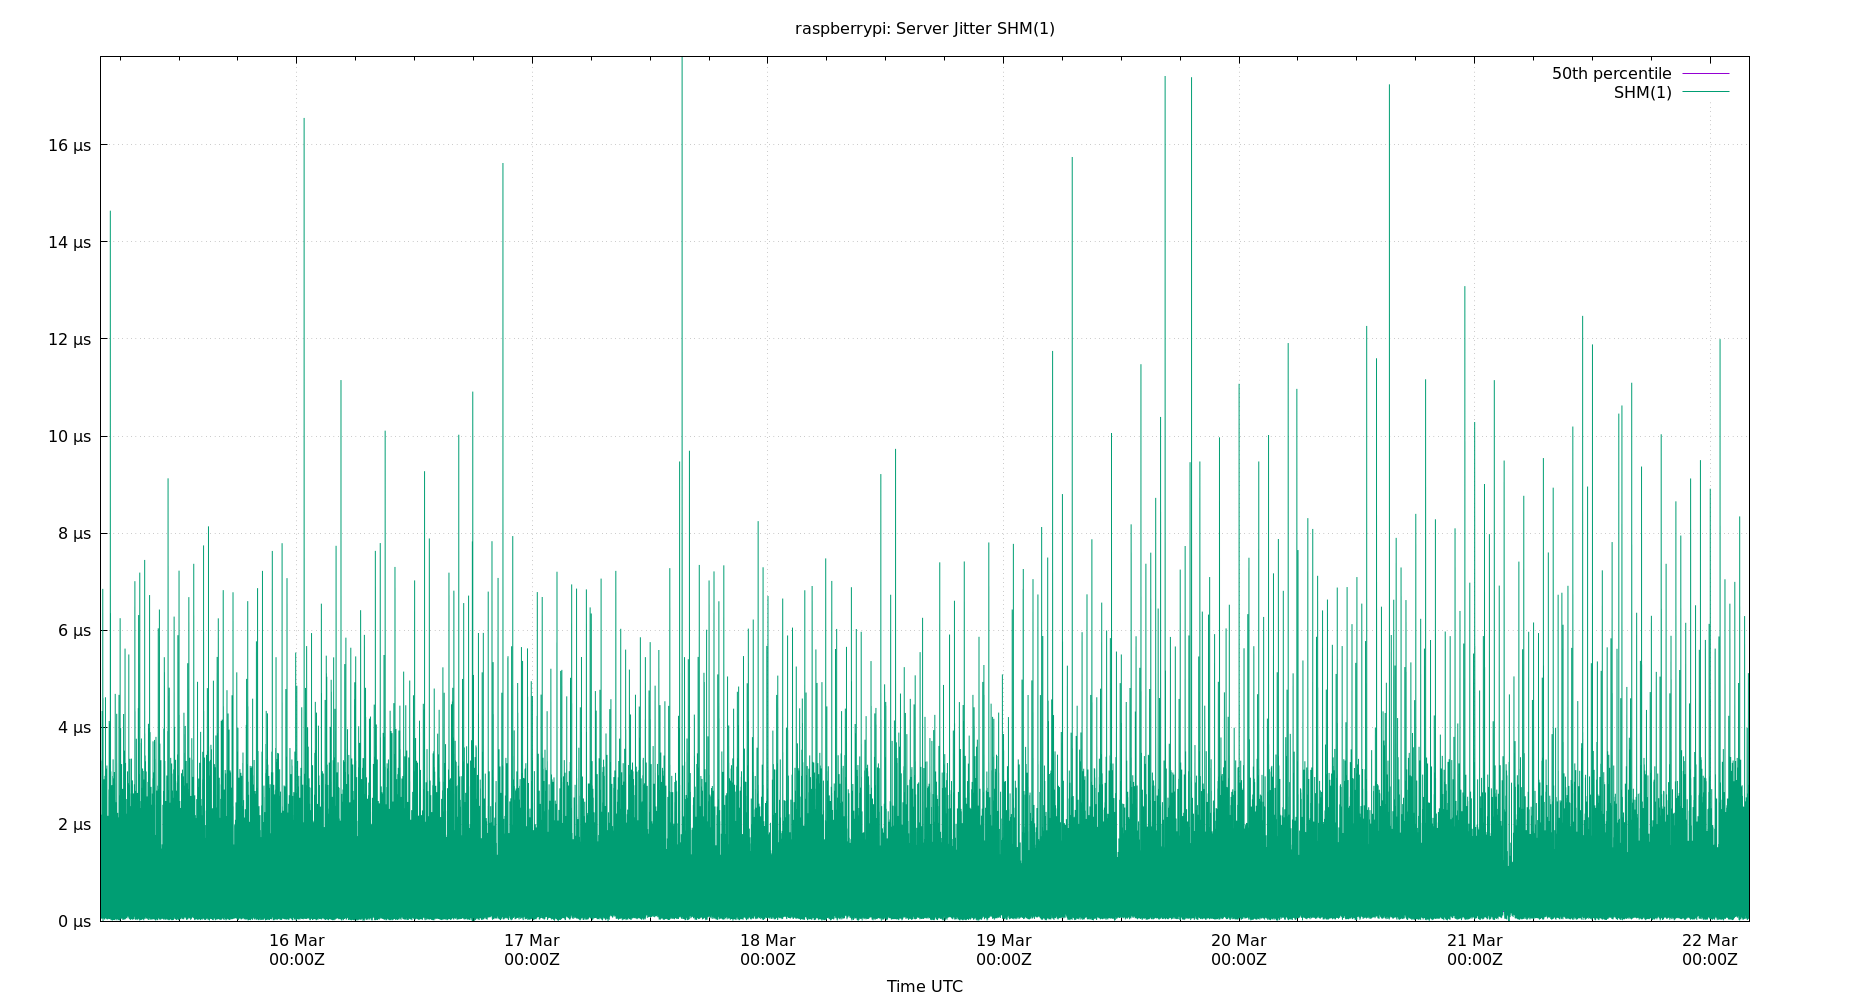 raspberrypi: Server Jitter SHM(1)
50th percentile
SHM(1)
16 µs
14 µs
12 µs
10 µs
8 µs
6 µs
4 µs
2 µs
0 µs
16 Mar 17 Mar 18 Mar 19 Mar 20 Mar 21 Mar 22 Mar
00:00Z 00:00Z 00:00Z 00:00Z 00:00Z 00:00Z 00:00Z
Time UTC